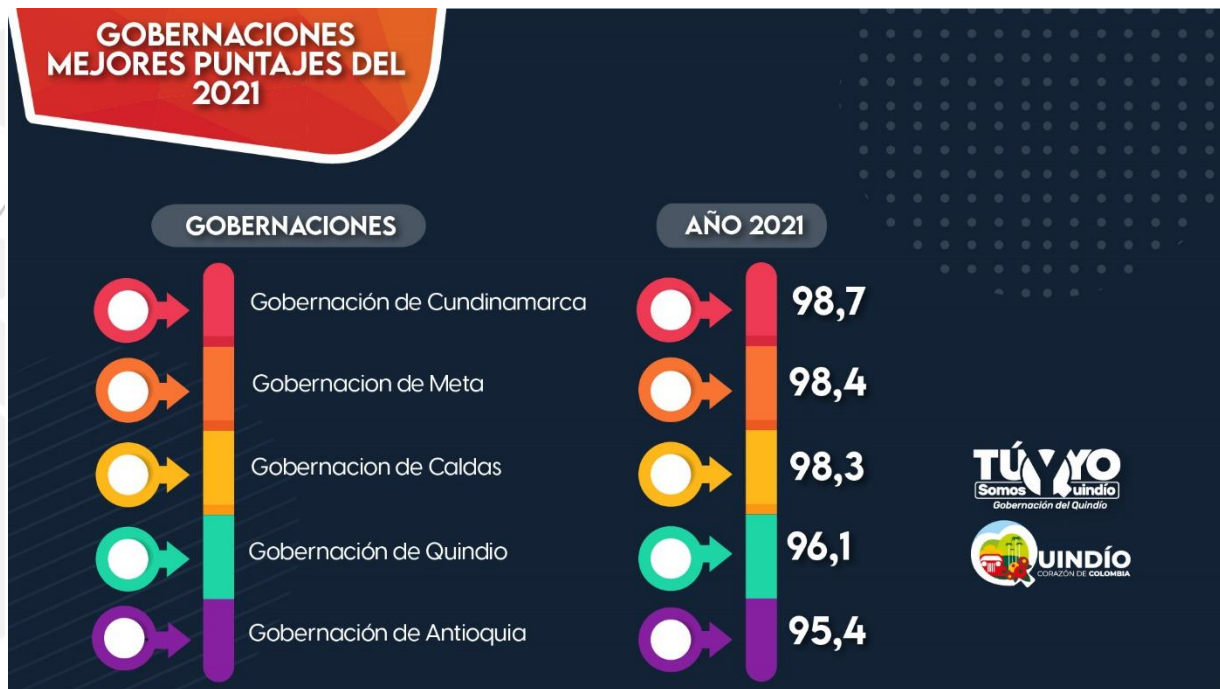 GOBERNACIONES
MEJORES PUNTAJES DEL
2021
GOBERNACIONES
AÑO 2021
Gobernación de Cundinamarca
98,7
Gobernacion de Meta
98,4
Gobernacion de Caldas
98,3
Gobernación de Quindio
96,1
Gobernación de Antioquia
95,4
TÚ Y YO
Somos Quindío
Gobernación del Quindío
QUINDÍO
CORAZÓN DE COLOMBIA